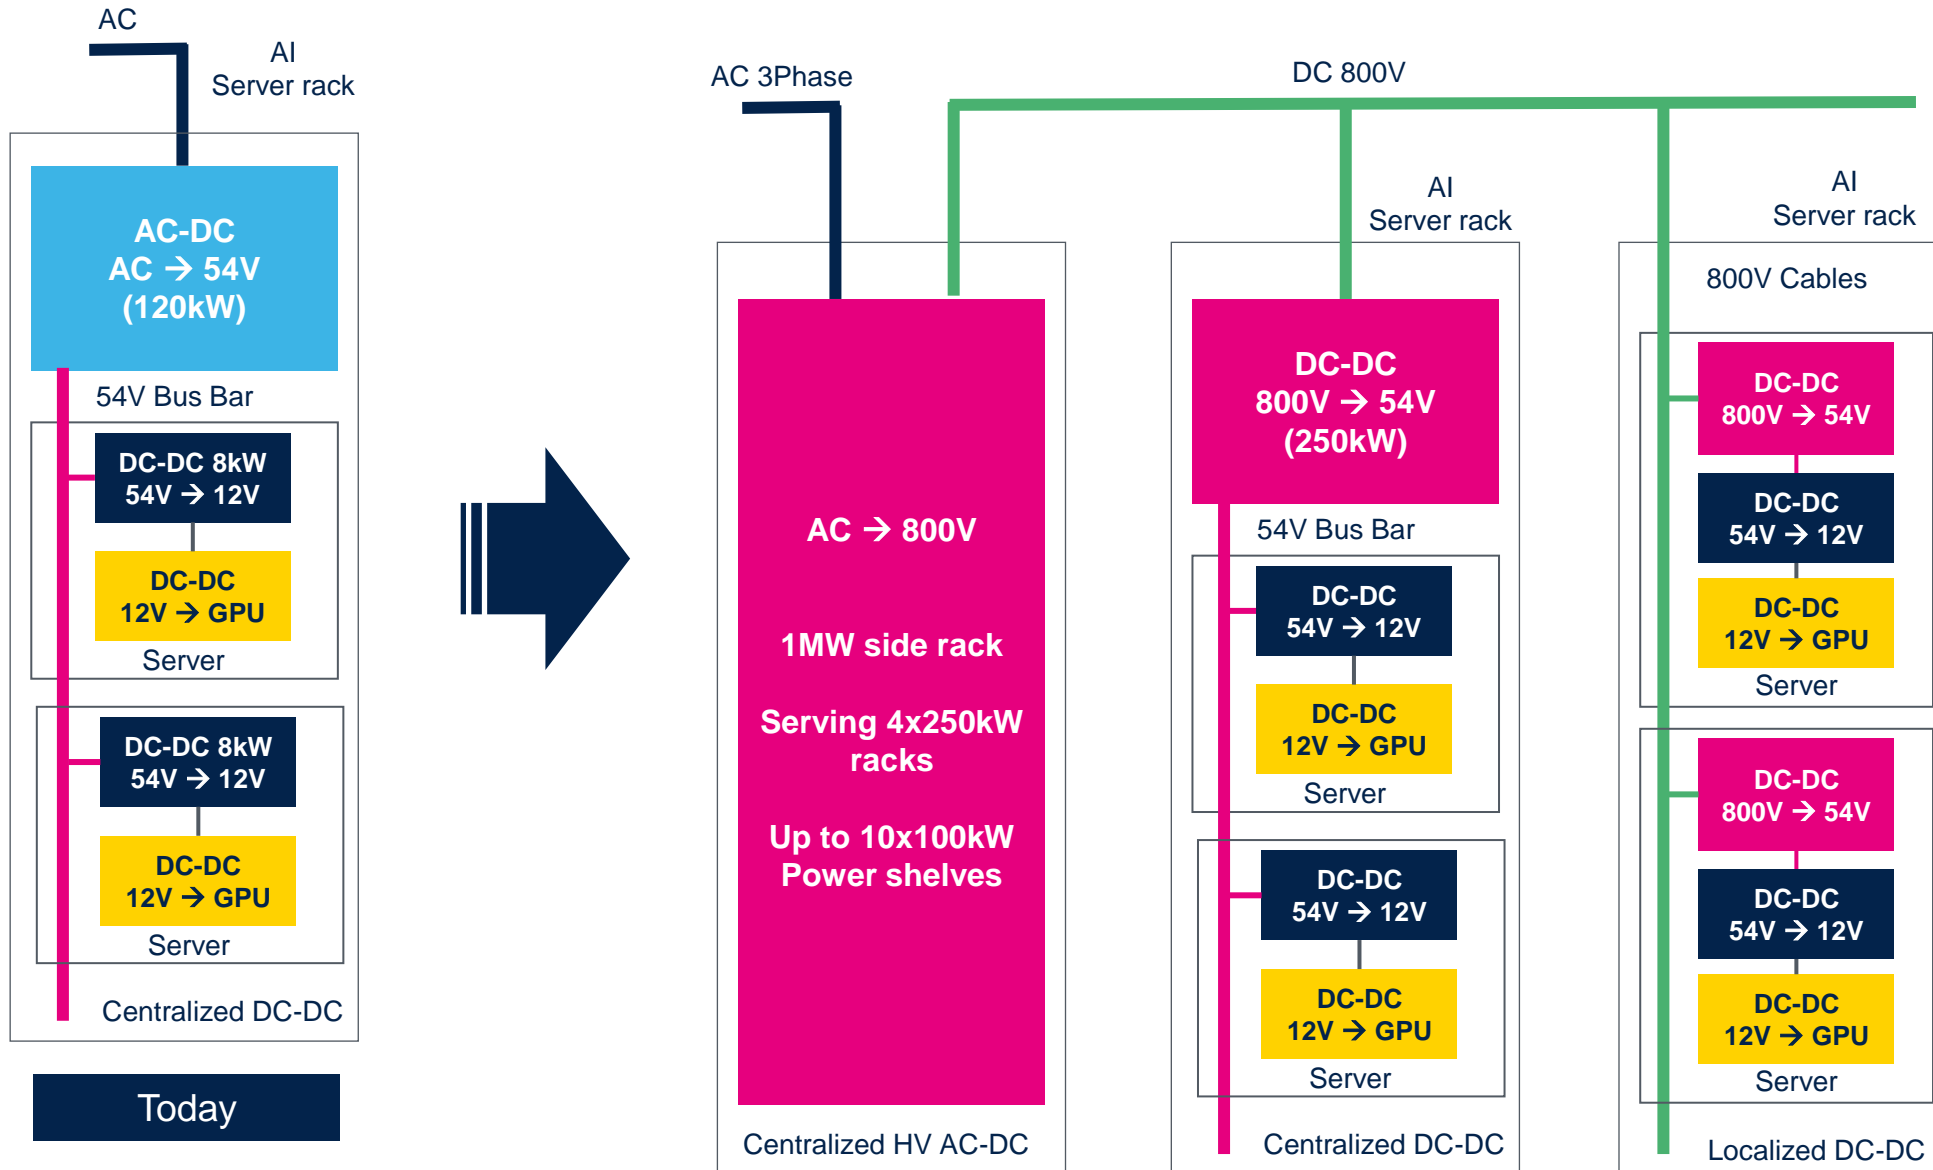 AC
AI
Server rack
AC-DC
AC → 54V
(120kW)
54V Bus Bar
DC-DC 8kW
54V → 12V
DC-DC
12V → GPU
Server
DC-DC 8kW
54V → 12V
DC-DC
12V → GPU
Server
Centralized DC-DC
Today
AC 3Phase
DC 800V
AC → 800V
1MW side rack
Serving 4x250kW
racks
Up to 10x100kW
Power shelves
Centralized HV AC-DC
AI
Server rack
DC-DC
800V → 54V
(250kW)
54V Bus Bar
DC-DC
54V → 12V
DC-DC
12V → GPU
Server
DC-DC
54V → 12V
DC-DC
12V → GPU
Server
Centralized DC-DC
AI
Server rack
800V Cables
DC-DC
800V → 54V
DC-DC
54V → 12V
DC-DC
12V → GPU
Server
DC-DC
800V → 54V
DC-DC
54V → 12V
DC-DC
12V → GPU
Server
Localized DC-DC